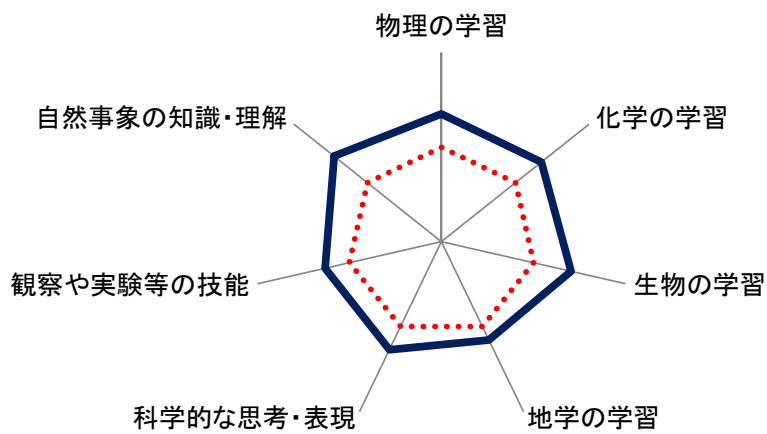 物理の学習
化学の学習
生物の学習
地学の学習
科学的な思考・表現
観察や実験等の技能
自然事象の知識・理解